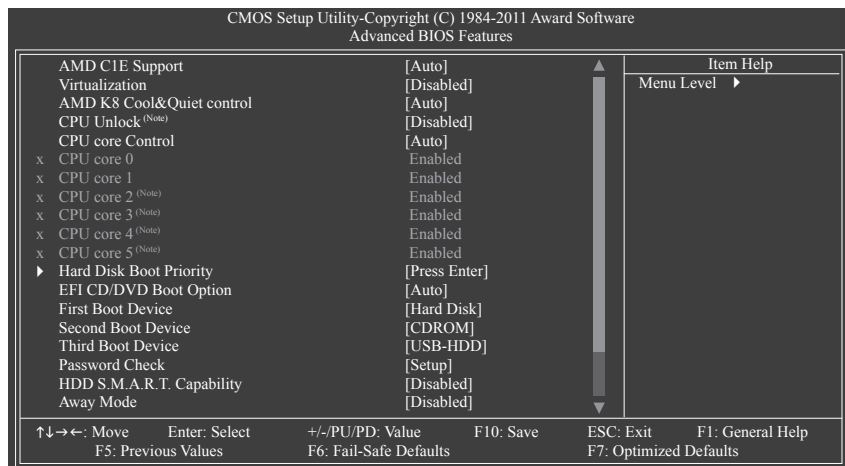 CMOS Setup Utility-Copyright (C) 1984-2011 Award Software
Advanced BIOS Features
AMD C1E Support [Auto]
Virtualization [Disabled]
AMD K8 Cool&Quiet control [Auto]
CPU Unlock (Note) [Disabled]
CPU core Control [Auto]
x CPU core 0 Enabled
x CPU core 1 Enabled
x CPU core 2 (Note) Enabled
x CPU core 3 (Note) Enabled
x CPU core 4 (Note) Enabled
x CPU core 5 (Note) Enabled
Hard Disk Boot Priority [Press Enter]
EFI CD/DVD Boot Option [Auto]
First Boot Device [Hard Disk]
Second Boot Device [CDROM]
Third Boot Device [USB-HDD]
Password Check [Setup]
HDD S.M.A.R.T. Capability [Disabled]
Away Mode [Disabled]
Item Help
Menu Level
↑↓→←: Move Enter: Select +/-/PU/PD: Value F10: Save ESC: Exit F1: General Help
F5: Previous Values F6: Fail-Safe Defaults F7: Optimized Defaults